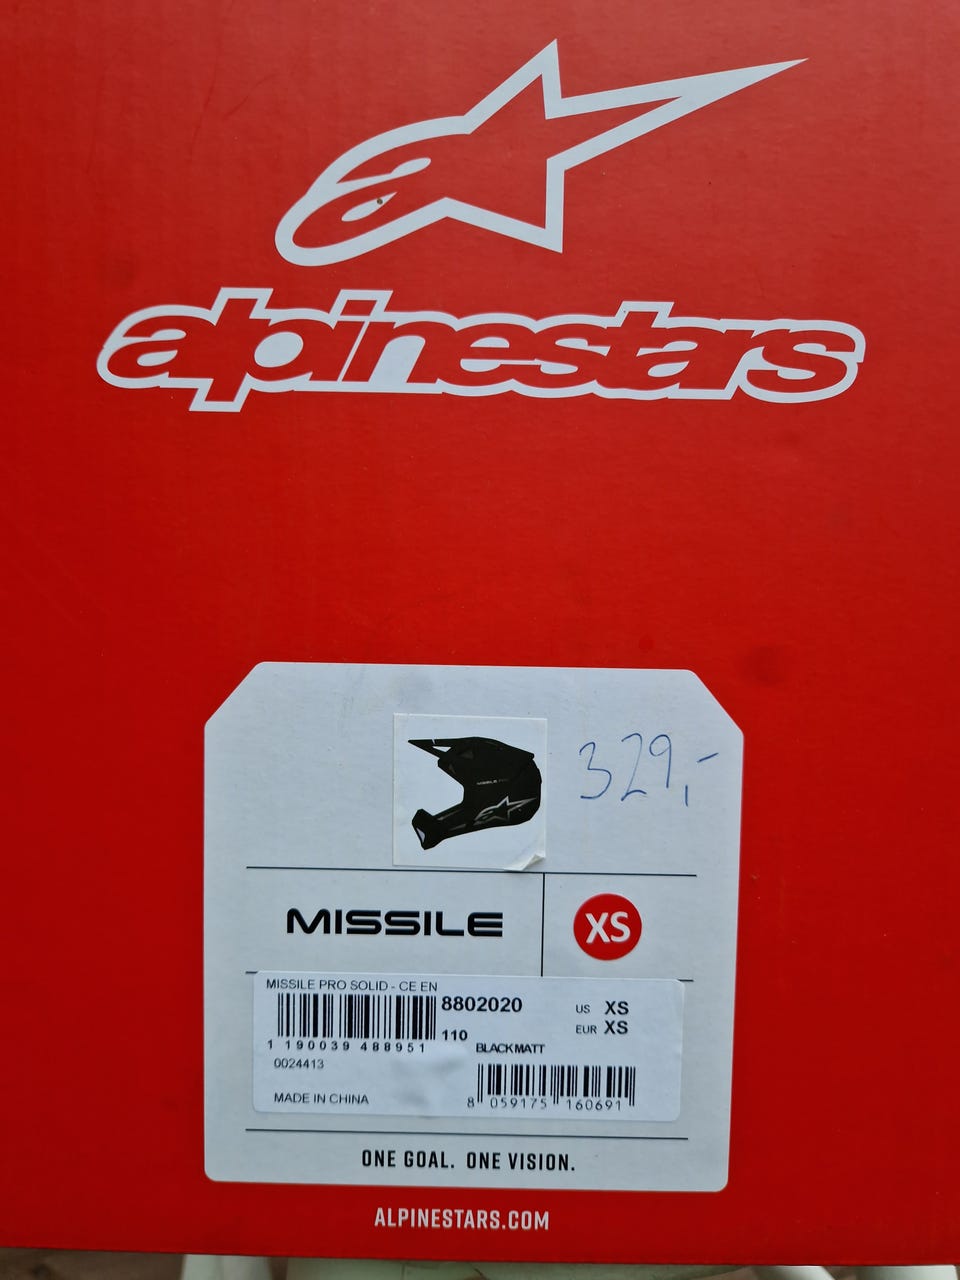 alpinestars
329,-
MISSILE
XS
MISSILE PRO SOLID - CE EN
8802020
US XS
EUR XS
110
1 190039 488951
BLACK MATT
0024413
MADE IN CHINA
8 059175 160691
ONE GOAL. ONE VISION.
ALPINESTARS.COM